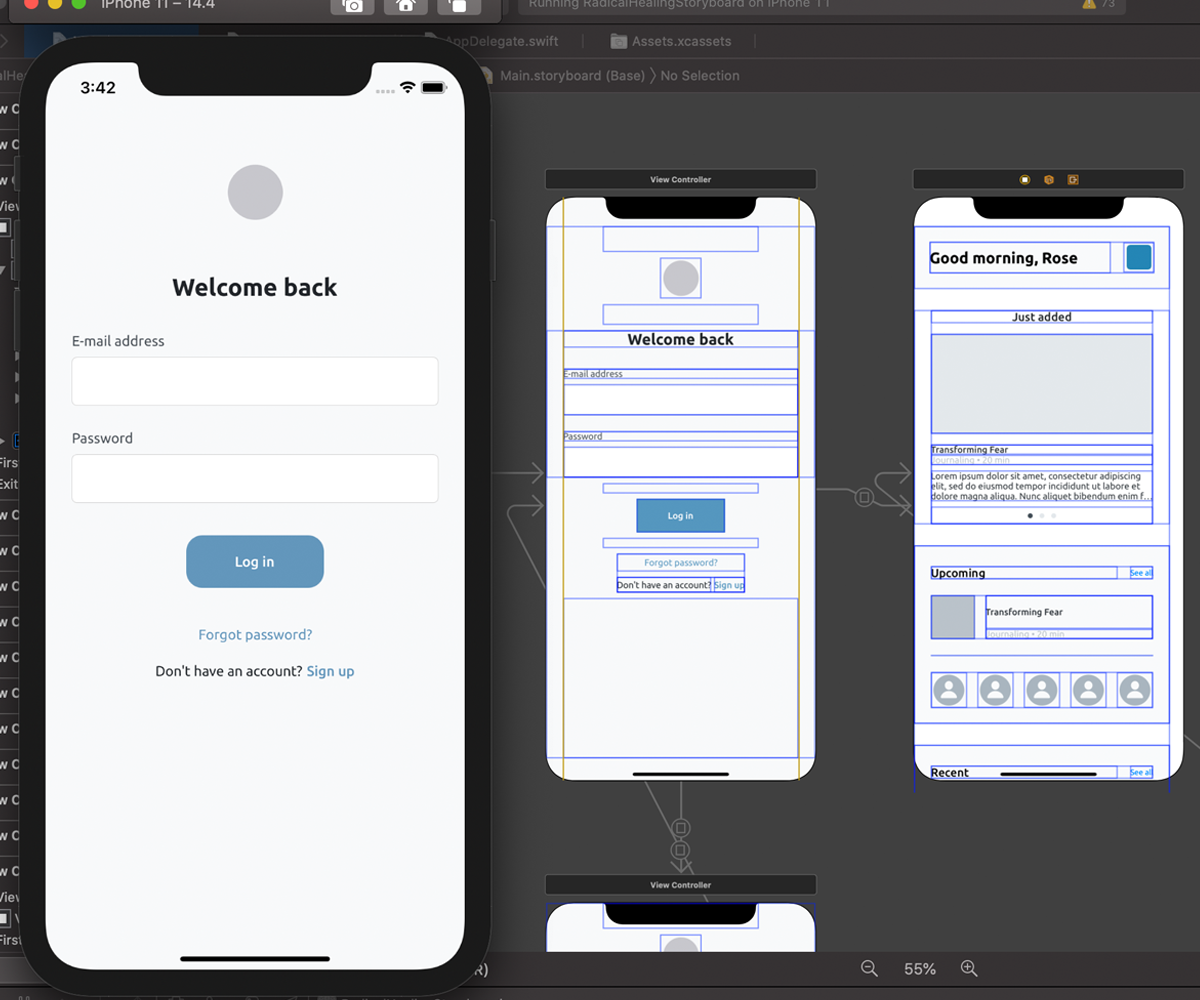 iPhone 11 – 14.4
Running RadicalHealingStoryboard on iPhone 11
73
AppDelegate.swift
Assets.xcassets
Main.storyboard (Base) 〉 No Selection
3:42
Welcome back
E-mail address
Password
Log in
Forgot password?
Don't have an account? Sign up
View Controller
Welcome back
E-mail address
Password
Log in
Forgot password?
Don't have an account? Sign up
Good morning, Rose
Just added
Transforming Fear
Journaling • 20 min
Lorem ipsum dolor sit amet, consectetur adipiscing
elit, sed do eiusmod tempor incididunt ut labore et
dolore magna aliqua. Nunc aliquet bibendum enim f...
Upcoming
See all
Transforming Fear
Journaling • 20 min
Recent
See all
View Controller
55%